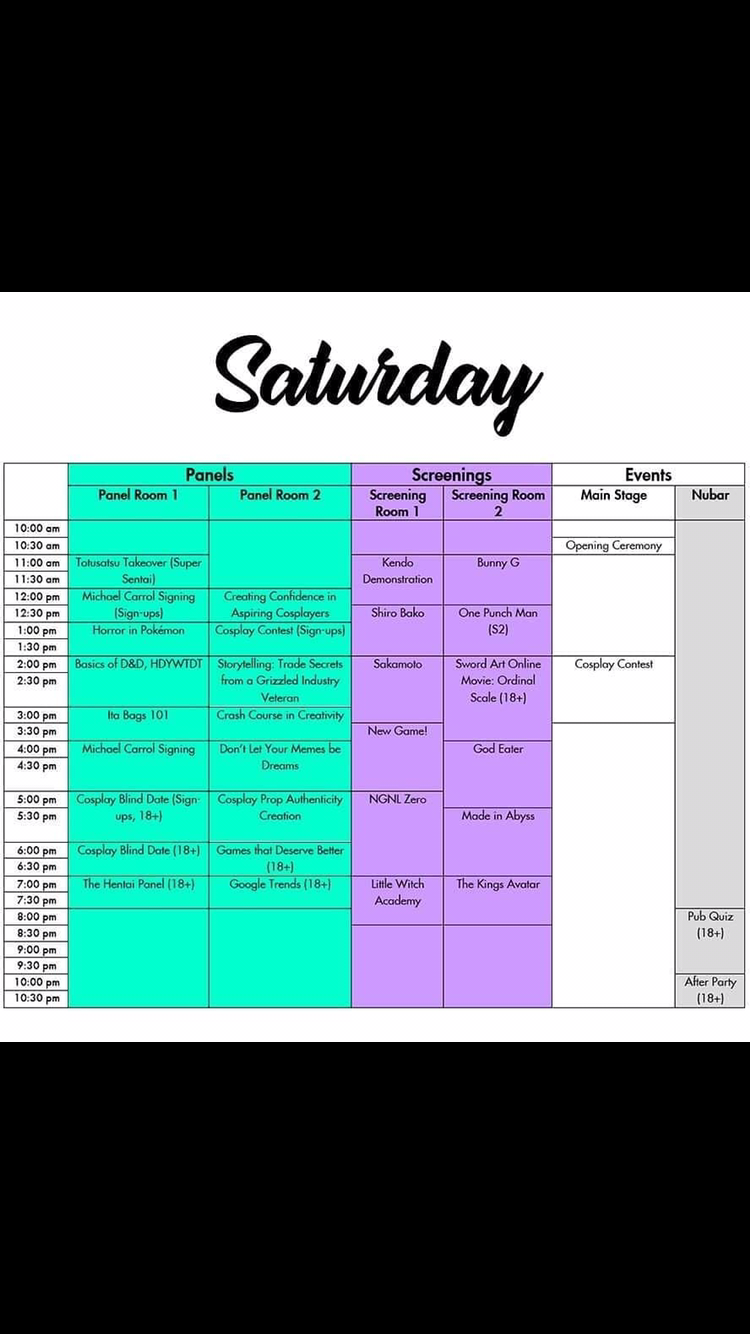 Saturday
Panels Screenings Events
Panel Room 1 Panel Room 2 Screening Room 1 Screening Room 2 Main Stage Nubar
10:00 am
10:30 am Opening Ceremony
11:00 am Totusatsu Takeover (Super Kendo Bunny G
11:30 am Sentai) Demonstration
12:00 pm Michael Carrol Signing Creating Confidence in
12:30 pm (Sign-ups) Aspiring Cosplayers Shiro Bako One Punch Man
1:00 pm Horror in Pokémon Cosplay Contest (Sign-ups) (S2)
1:30 pm
2:00 pm Basics of D&D, HDYWTDT Storytelling: Trade Secrets Sakamoto Sword Art Online Cosplay Contest
2:30 pm from a Grizzled Industry Movie: Ordinal
Veteran Scale (18+)
3:00 pm Ita Bags 101 Crash Course in Creativity
3:30 pm New Game!
4:00 pm Michael Carrol Signing Don't Let Your Memes be God Eater
4:30 pm Dreams
5:00 pm Cosplay Blind Date (Sign- Cosplay Prop Authenticity NGNL Zero
5:30 pm ups, 18+) Creation Made in Abyss
6:00 pm Cosplay Blind Date (18+) Games that Deserve Better
6:30 pm (18+)
7:00 pm The Hentai Panel (18+) Google Trends (18+) Little Witch The Kings Avatar
7:30 pm Academy
8:00 pm Pub Quiz
8:30 pm (18+)
9:00 pm
9:30 pm
10:00 pm After Party
10:30 pm (18+)